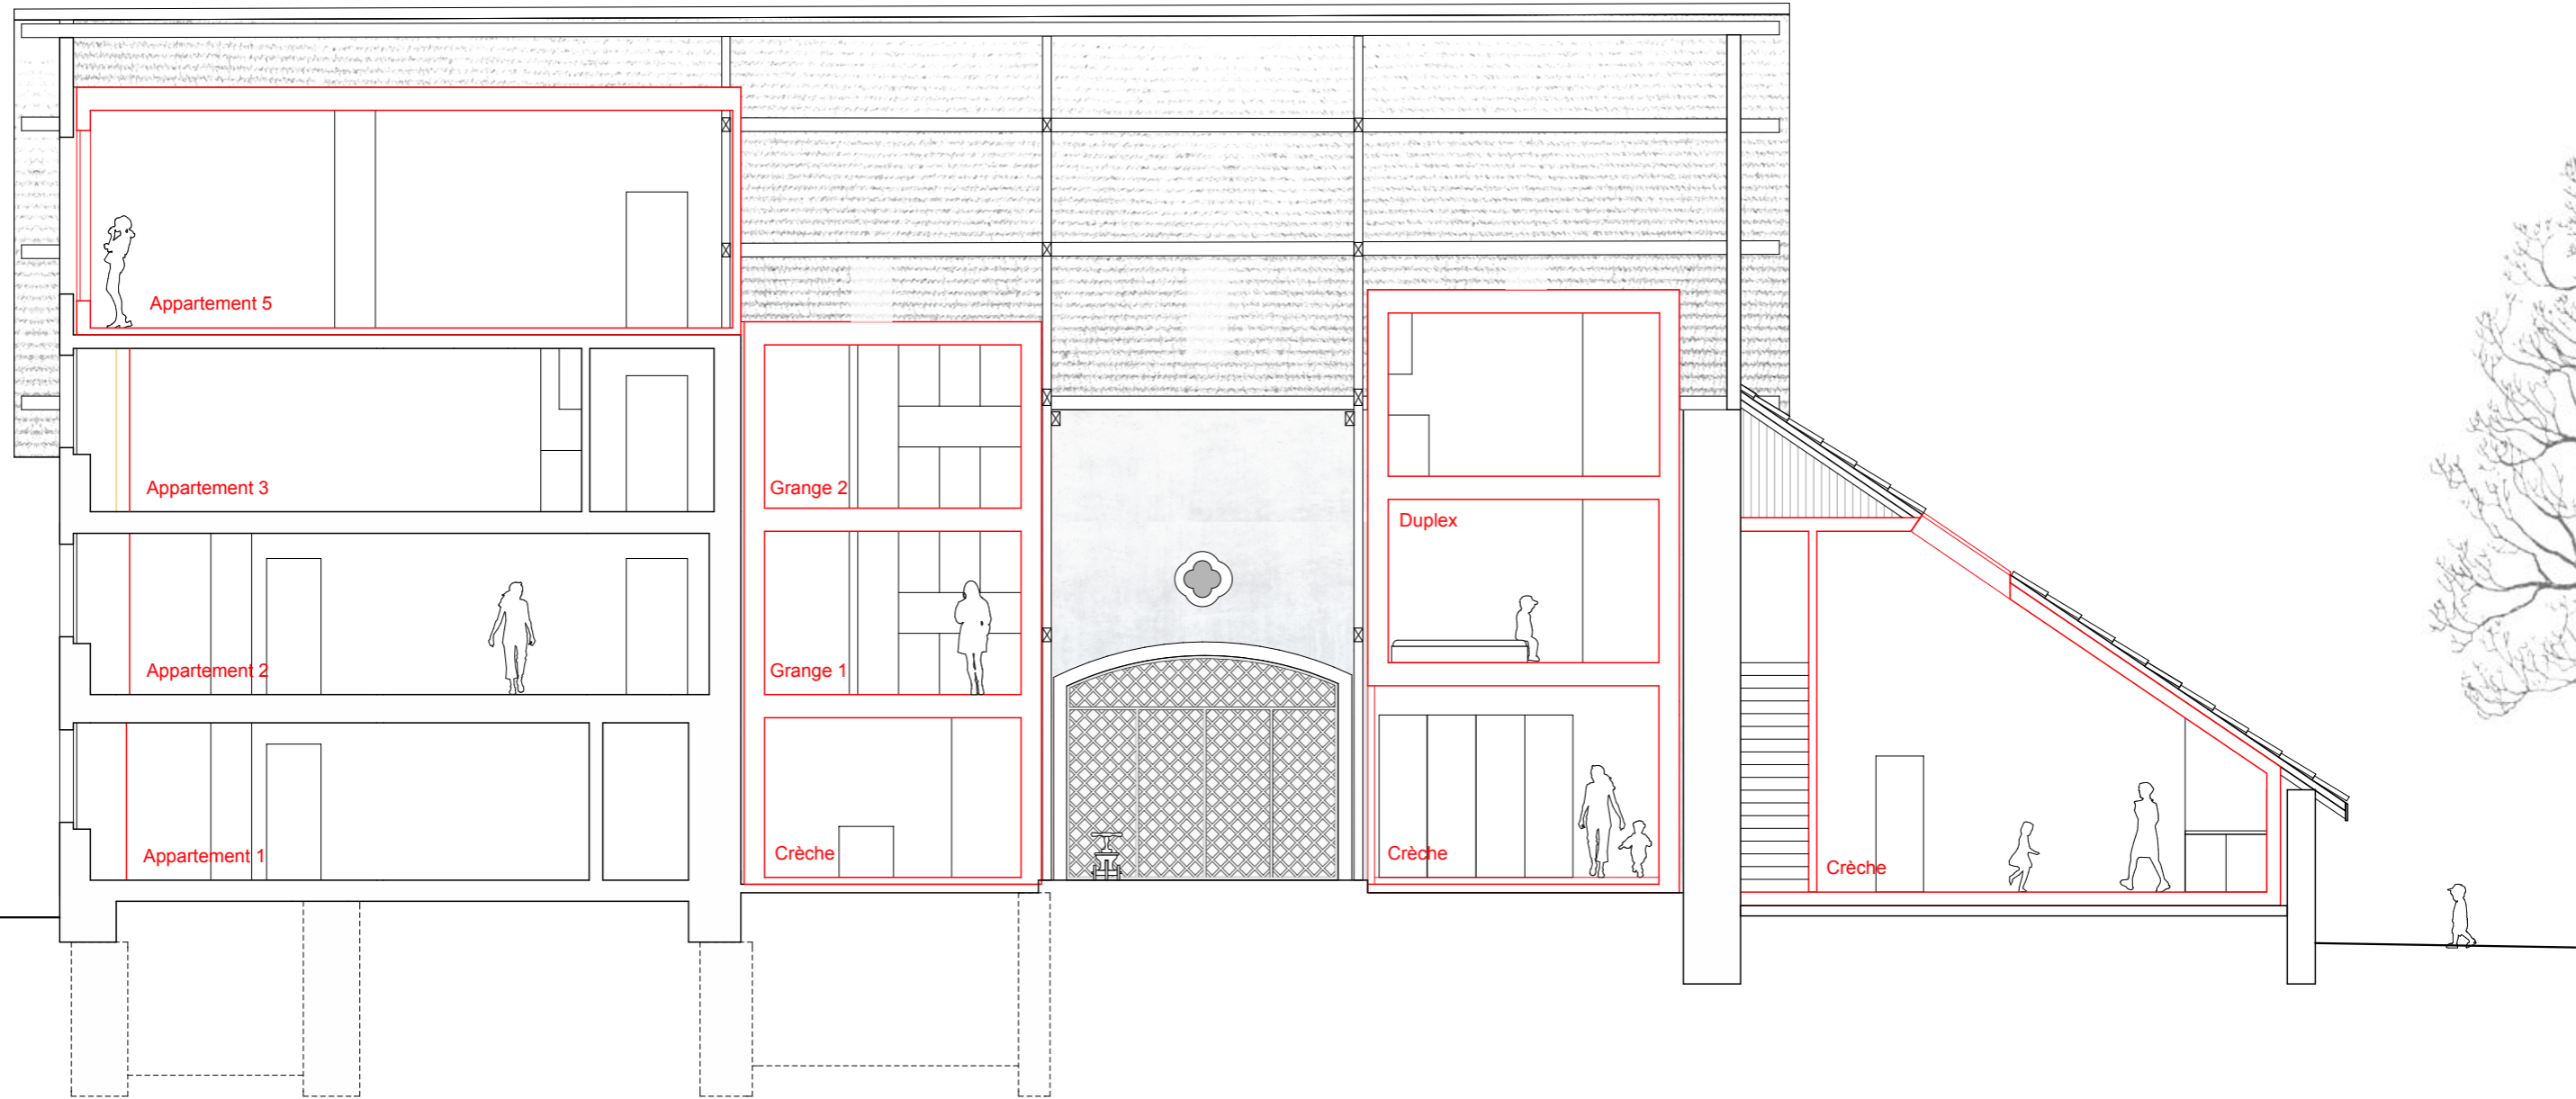 Appartement 5
Appartement 3
Grange 2
Duplex
Appartement 2
Grange 1
Appartement 1
Crèche
Crèche
Crèche